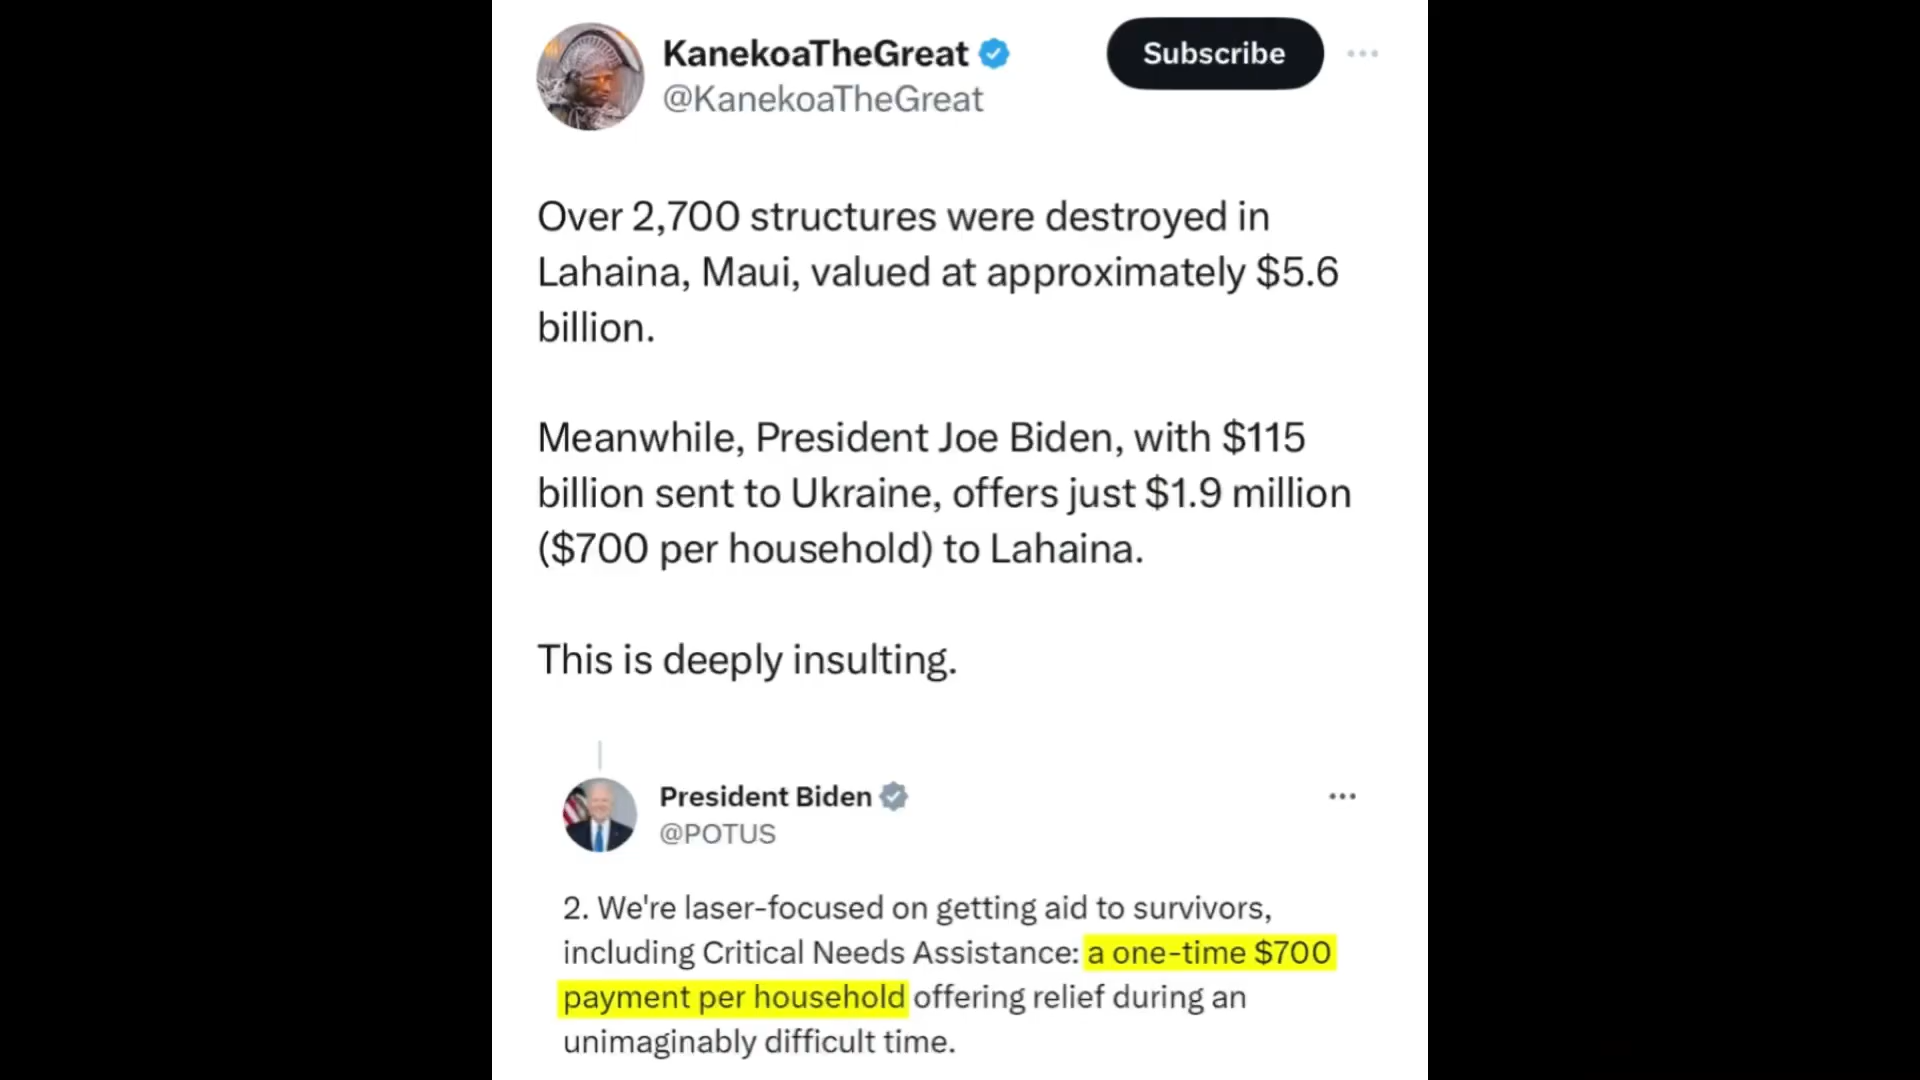 KanekoaTheGreat
Subscribe
@KanekoaTheGreat
Over 2,700 structures were destroyed in
Lahaina, Maui, valued at approximately $5.6
billion.
Meanwhile, President Joe Biden, with $115
billion sent to Ukraine, offers just $1.9 million
($700 per household) to Lahaina.
This is deeply insulting.
President Biden
@POTUS
2. We're laser-focused on getting aid to survivors,
including Critical Needs Assistance: a one-time $700
payment per household offering relief during an
unimaginably difficult time.